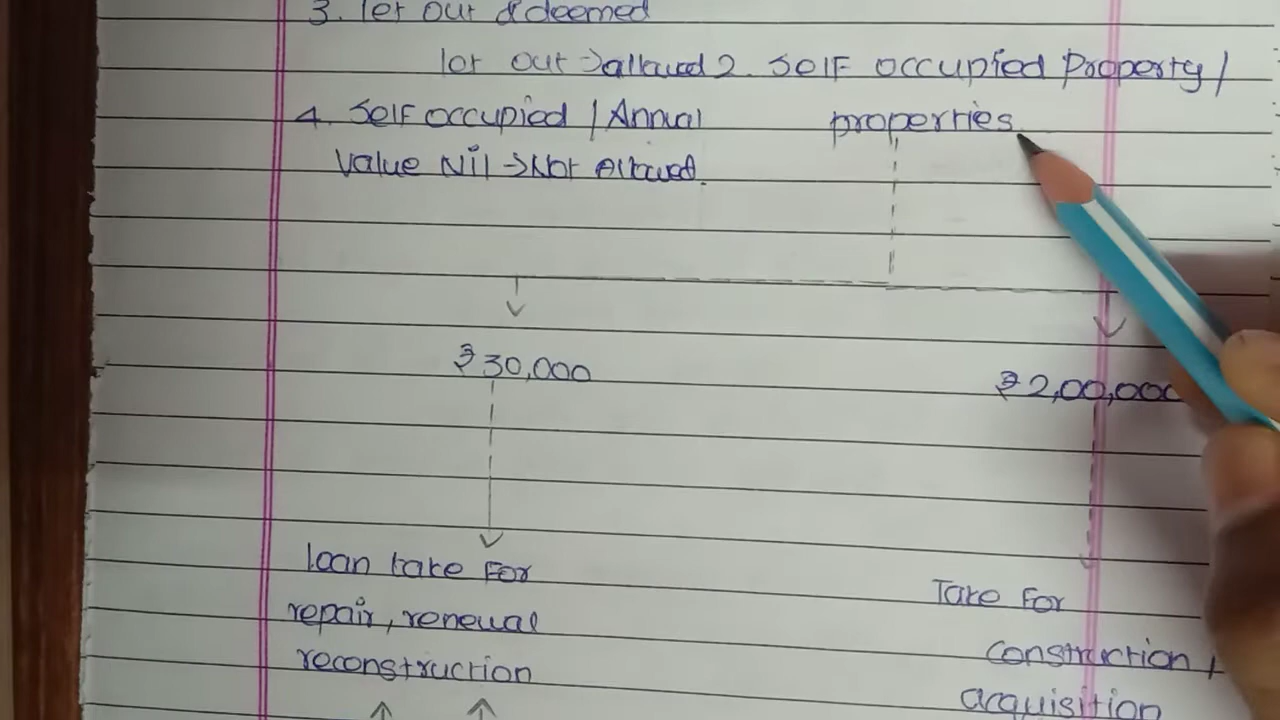 3. let out & deemed
let out → allowed 2. Self occupied Property /
4. Self occupied / Annual properties
Value Nil → Not Allowed.
₹ 30,000
₹ 2,00,000
loan take For
Take For
repair, renewal
construction /
reconstruction
acquisition